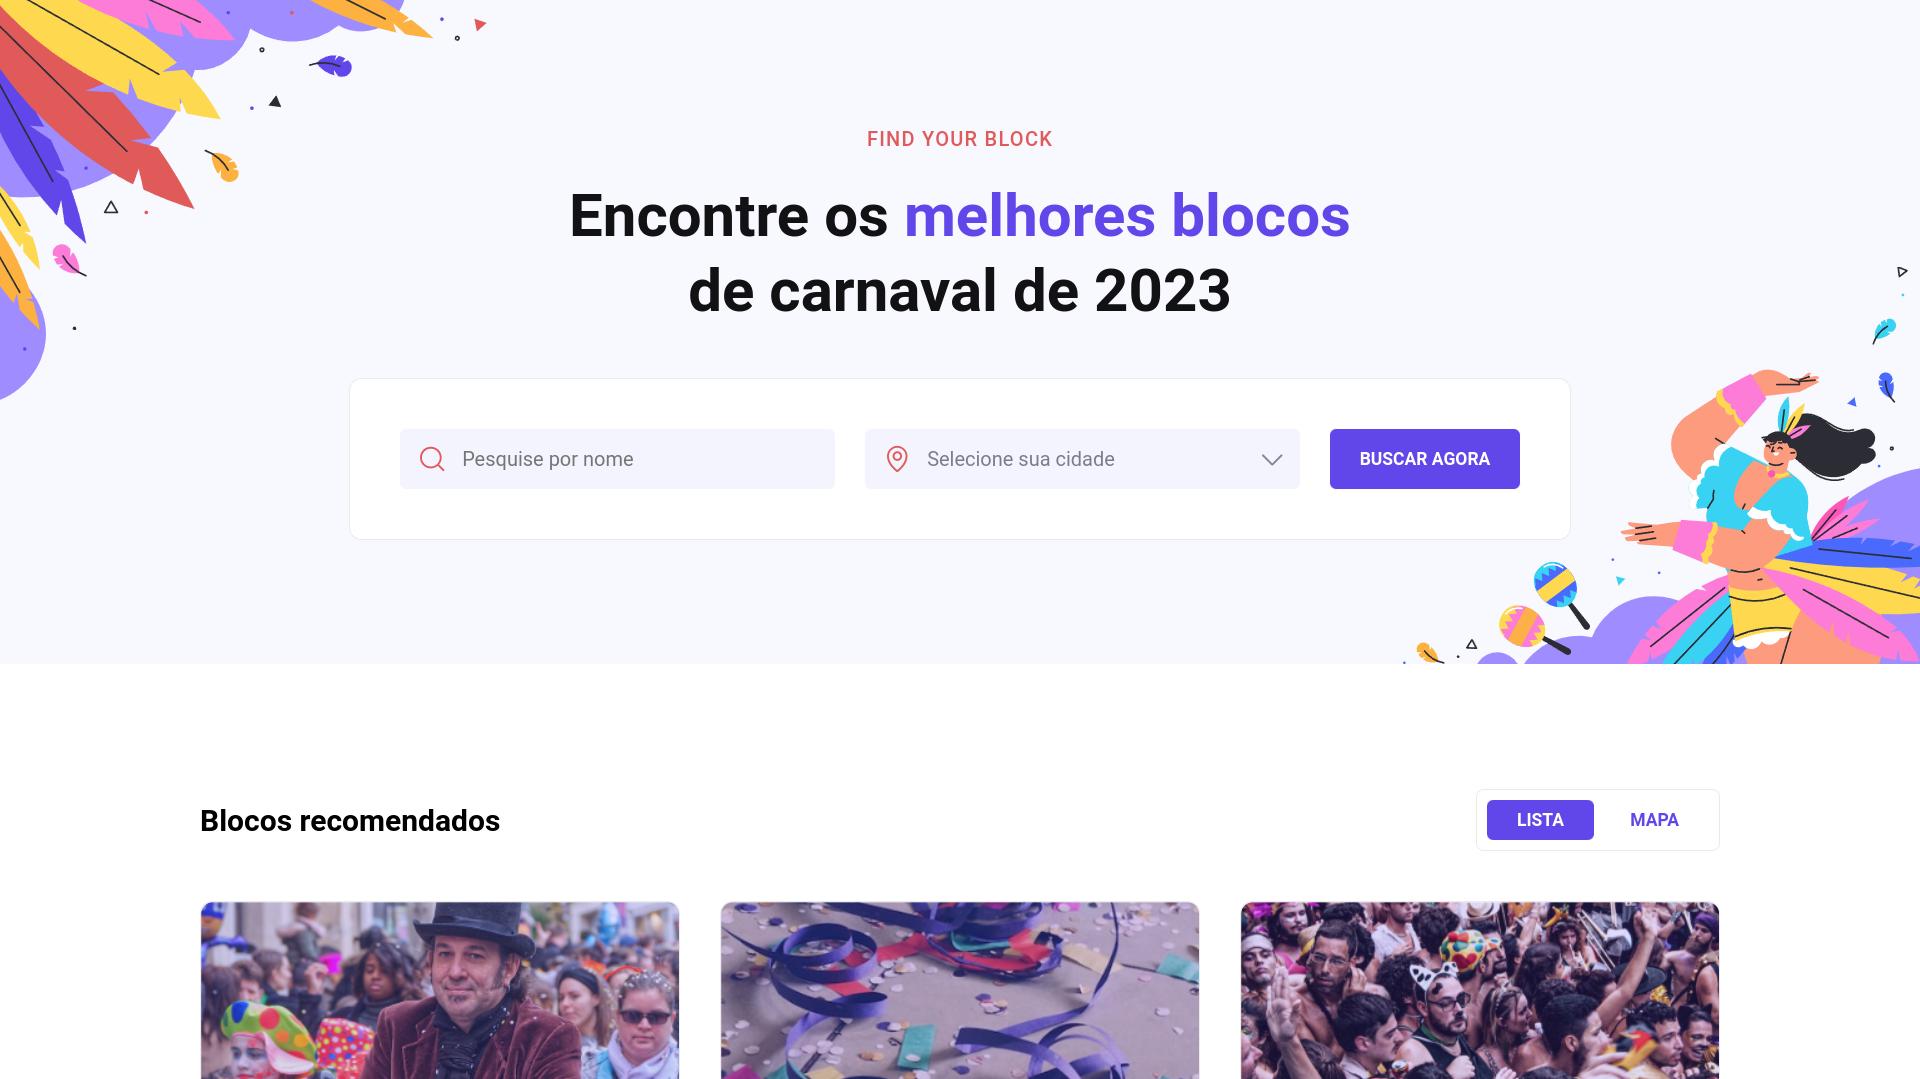 FIND YOUR BLOCK
Encontre os melhores blocos
de carnaval de 2023
Pesquise por nome
Selecione sua cidade
BUSCAR AGORA
Blocos recomendados
LISTA
MAPA